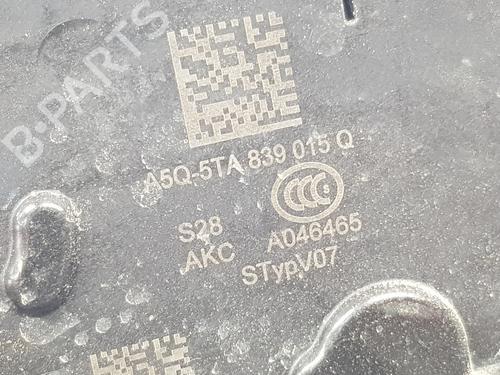 B-PARTS
A5Q-5TA 839 015 Q
CCC
S28
AKC A046465
STypV07